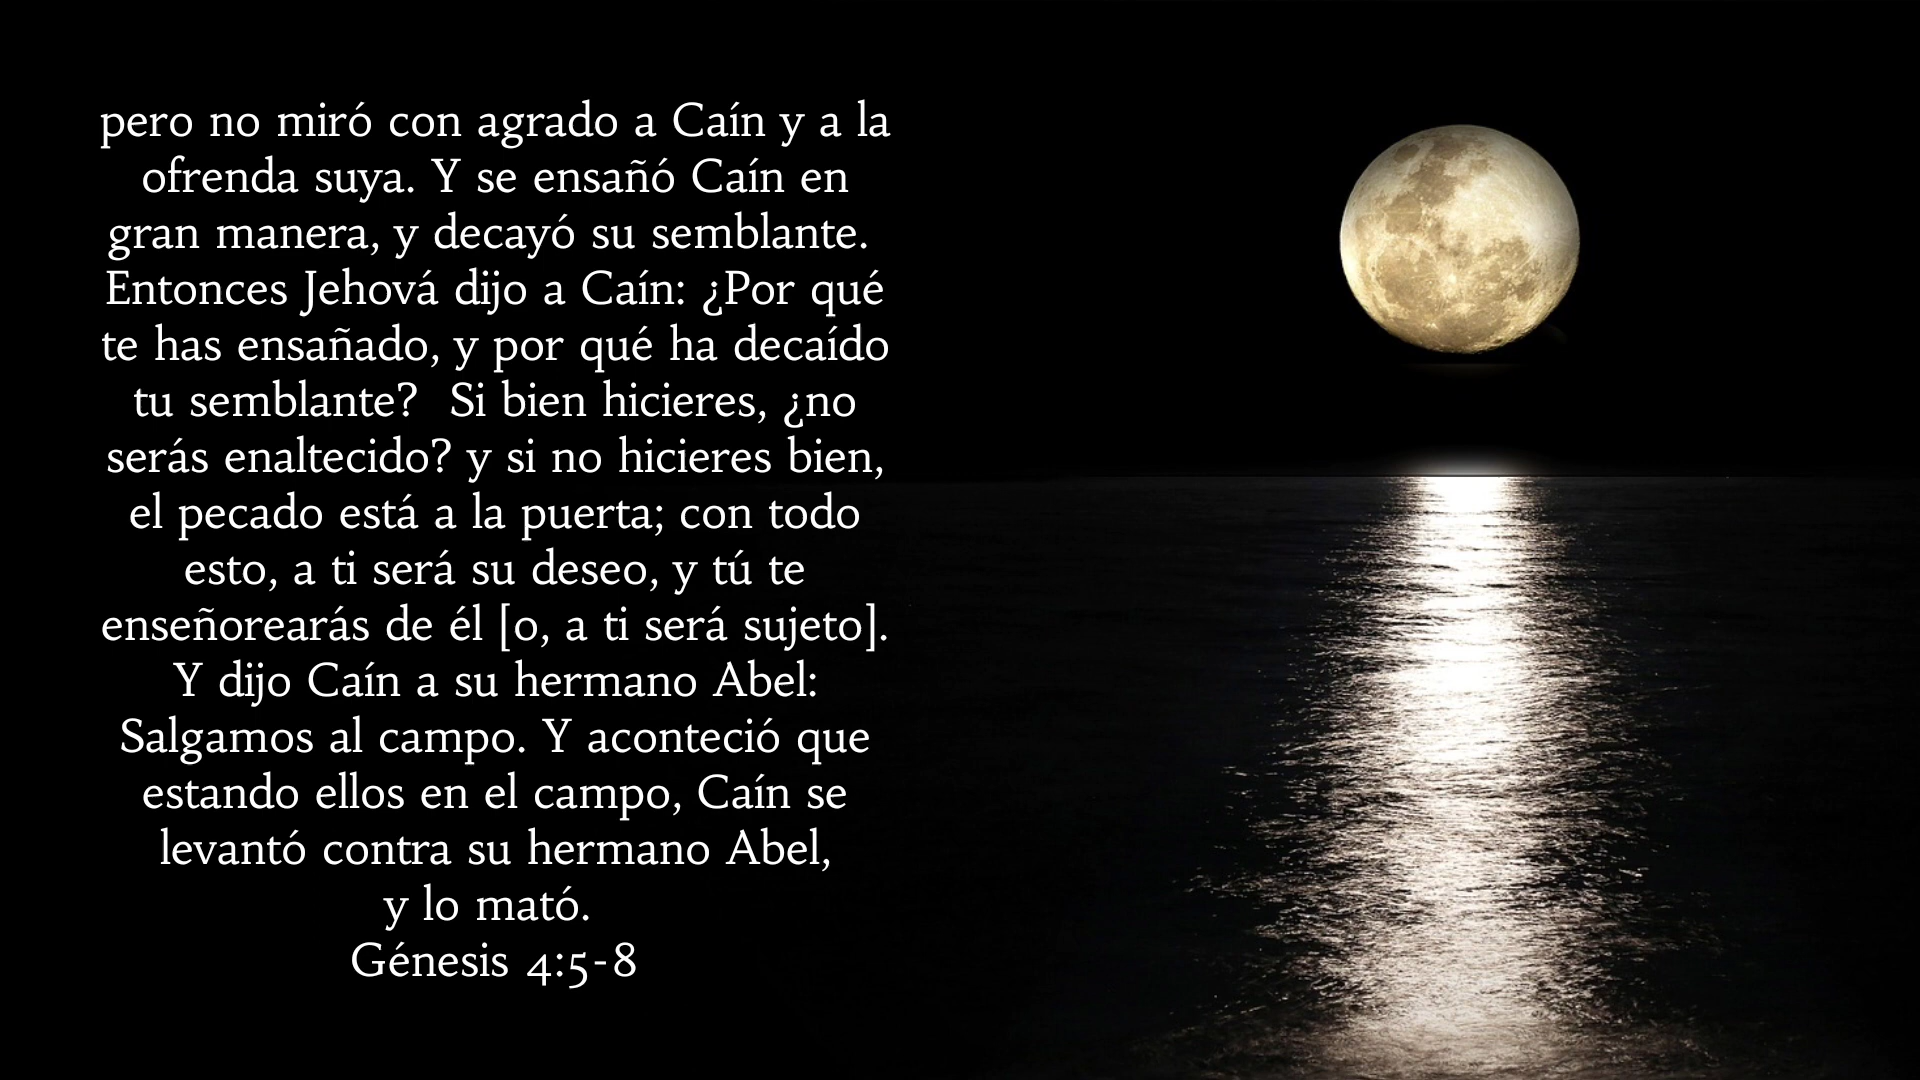 pero no miró con agrado a Caín y a la
ofrenda suya. Y se ensañó Caín en
gran manera, y decayó su semblante.
Entonces Jehová dijo a Caín: ¿Por qué
te has ensañado, y por qué ha decaído
tu semblante?  Si bien hicieres, ¿no
serás enaltecido? y si no hicieres bien,
el pecado está a la puerta; con todo
esto, a ti será su deseo, y tú te
enseñorearás de él [o, a ti será sujeto].
Y dijo Caín a su hermano Abel:
Salgamos al campo. Y aconteció que
estando ellos en el campo, Caín se
levantó contra su hermano Abel,
y lo mató.
Génesis 4:5-8